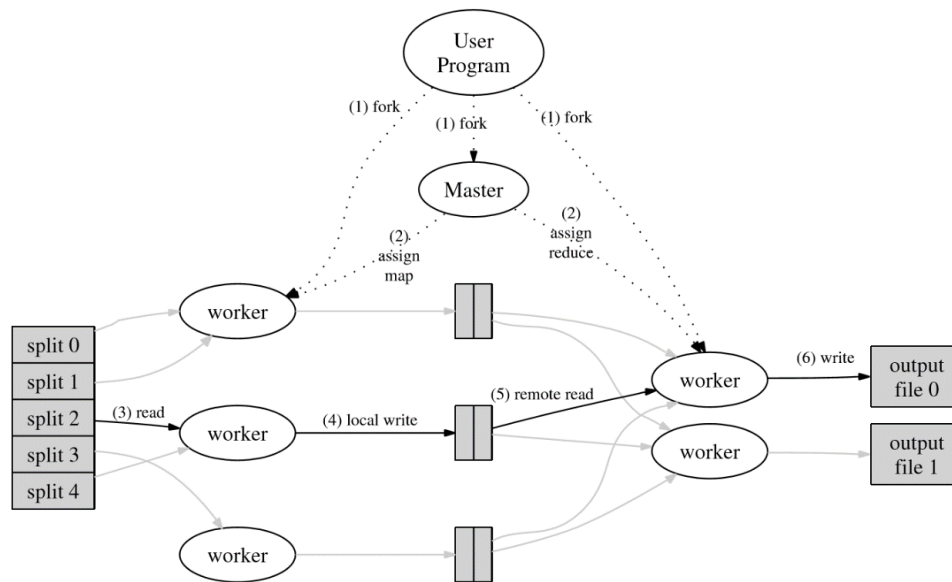 User
Program
(1) fork
(1) fork
(1) fork
Master
(2)
assign
map
(2)
assign
reduce
worker
split 0
split 1
split 2
split 3
split 4
(3) read
worker
(4) local write
(5) remote read
worker
(6) write
output
file 0
worker
output
file 1
worker